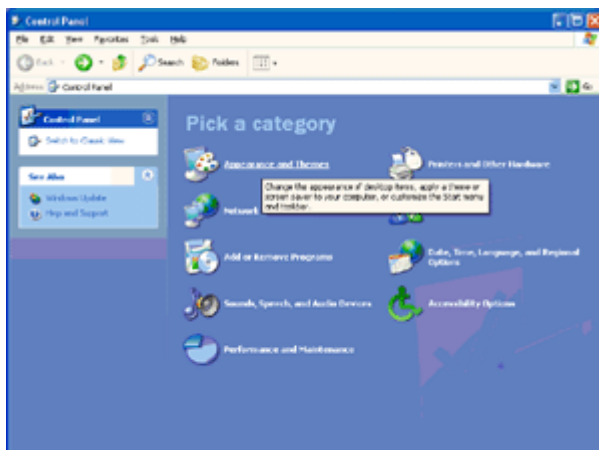 Control Panel
File Edit View Favorites Tools Help
Back Search Folders
Address Control Panel Go
Control Panel
Switch to Classic View
See Also
Windows Update
Help and Support
Pick a category
Appearance and Themes
Printers and Other Hardware
Change the appearance of desktop items, apply a theme or
screen saver to your computer, or customize the Start menu
and taskbar.
Network
Add or Remove Programs
Date, Time, Language, and Regional
Options
Sounds, Speech, and Audio Devices
Accessibility Options
Performance and Maintenance